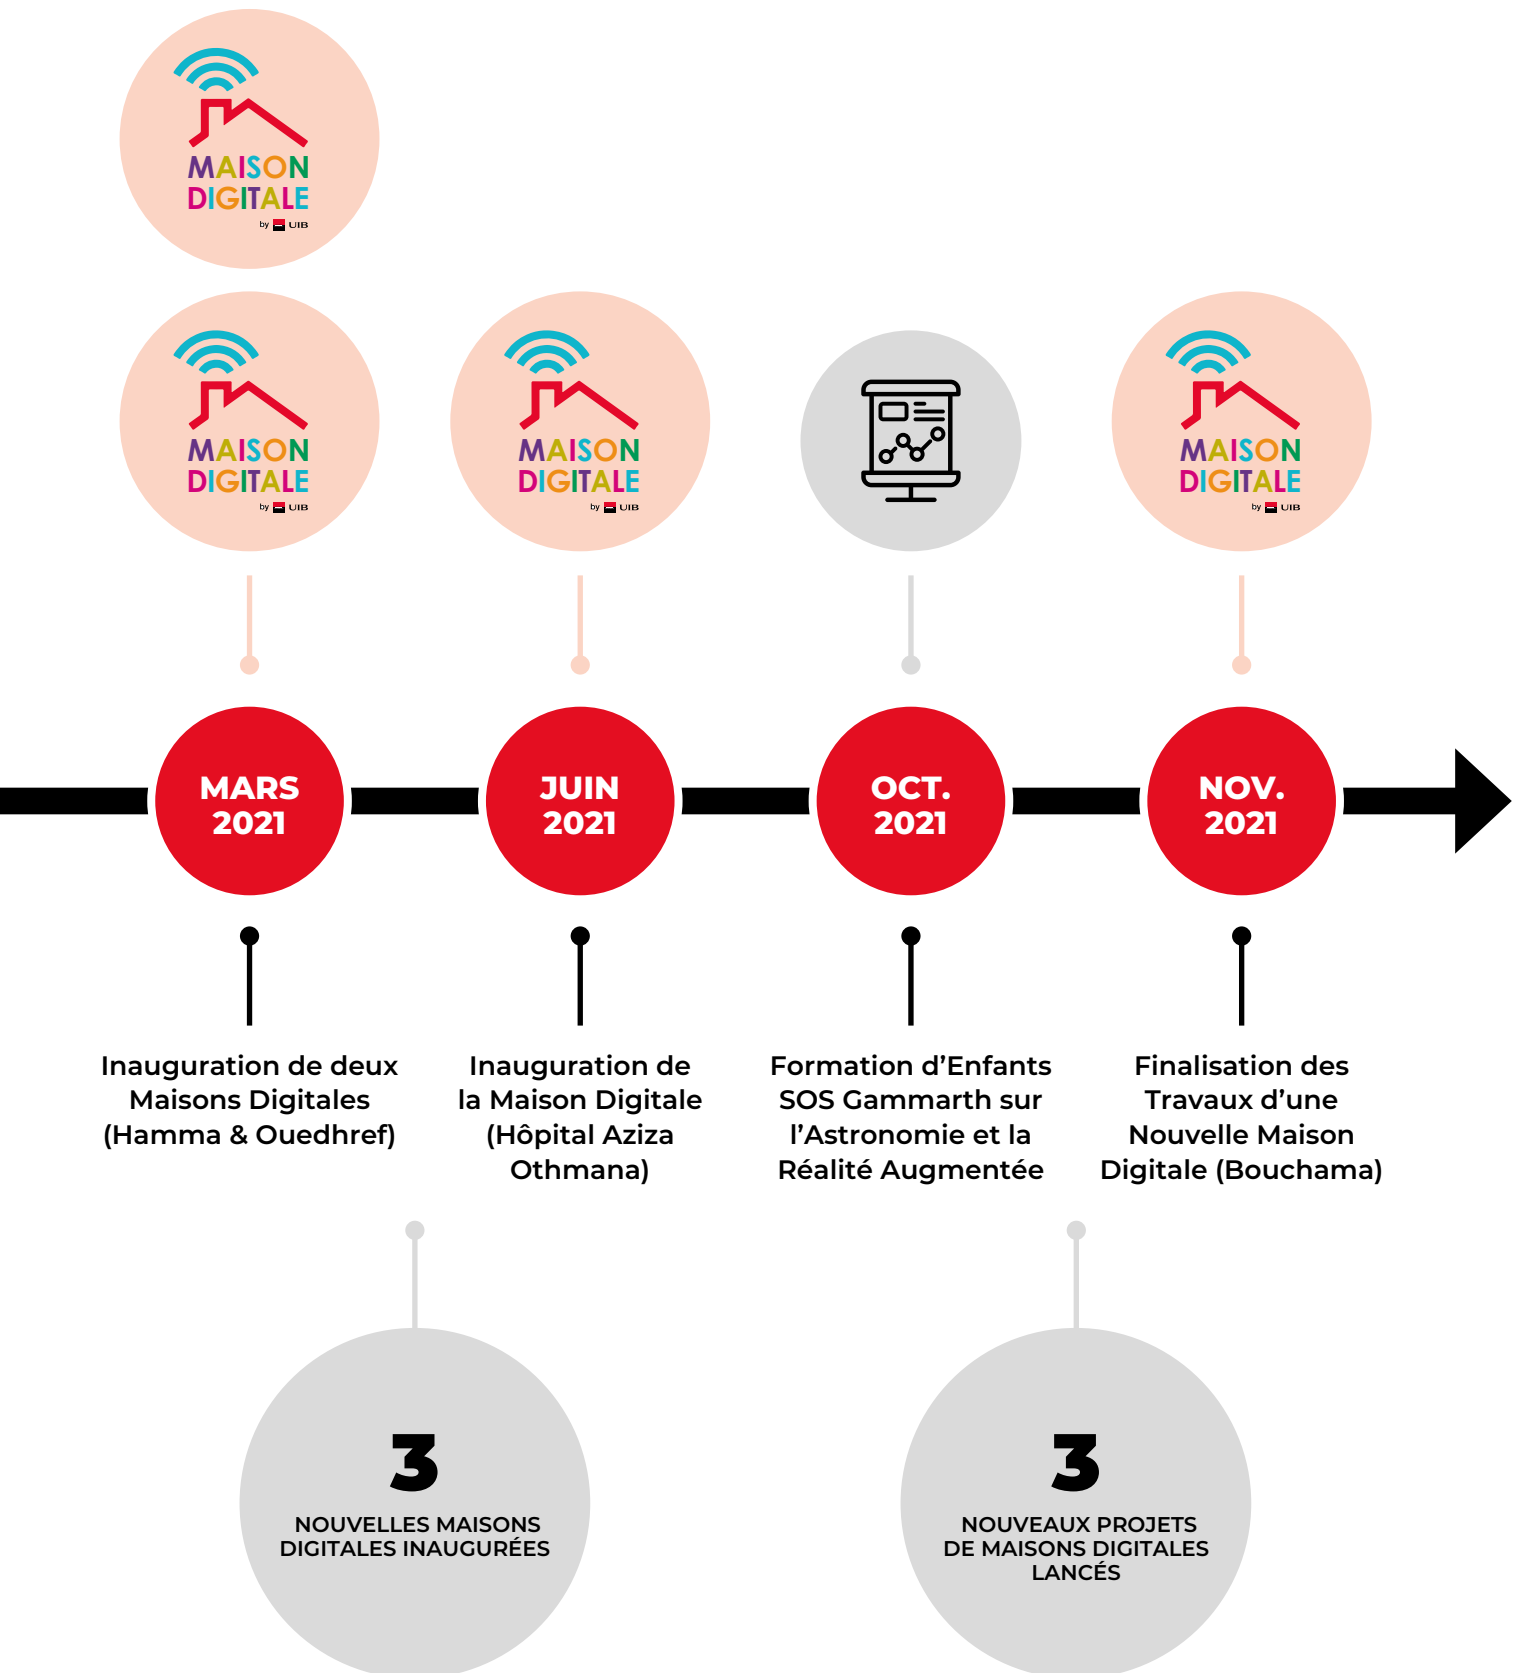 MAISON
DIGITALE
by UIB
MAISON
DIGITALE
by UIB
MAISON
DIGITALE
by UIB
MAISON
DIGITALE
by UIB
MARS
2021
JUIN
2021
OCT.
2021
NOV.
2021
Inauguration de deux
Maisons Digitales
(Hamma & Ouedhref)
Inauguration de
la Maison Digitale
(Hôpital Aziza
Othmana)
Formation d’Enfants
SOS Gammarth sur
l’Astronomie et la
Réalité Augmentée
Finalisation des
Travaux d’une
Nouvelle Maison
Digitale (Bouchama)
3
NOUVELLES MAISONS
DIGITALES INAUGURÉES
3
NOUVEAUX PROJETS
DE MAISONS DIGITALES
LANCÉS